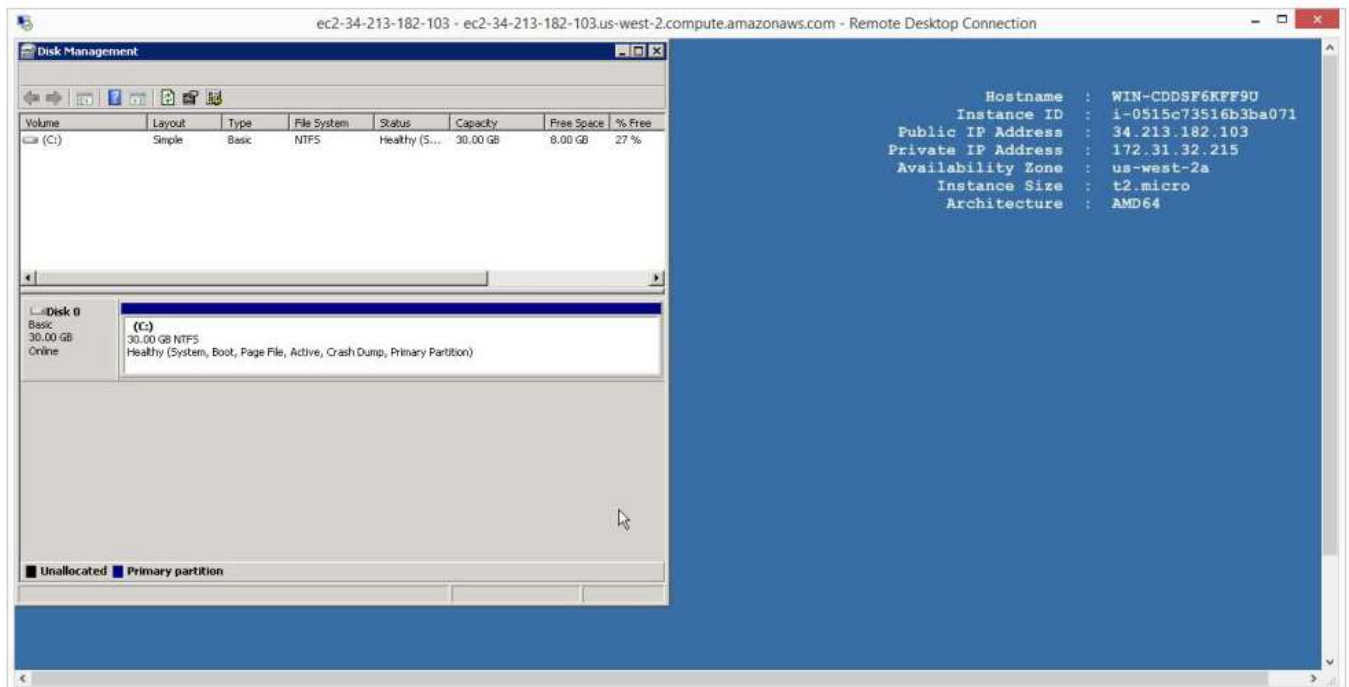 ec2-34-213-182-103 - ec2-34-213-182-103.us-west-2.compute.amazonaws.com - Remote Desktop Connection
Disk Management
Volume Layout Type File System Status Capacity Free Space % Free
(C:) Simple Basic NTFS Healthy (S... 30.00 GB 8.00 GB 27 %
Disk 0
Basic
30.00 GB
Online
(C:)
30.00 GB NTFS
Healthy (System, Boot, Page File, Active, Crash Dump, Primary Partition)
Unallocated Primary partition
Hostname : WIN-CDDSF6KFF9U
Instance ID : i-0515c73516b3ba071
Public IP Address : 34.213.182.103
Private IP Address : 172.31.32.215
Availability Zone : us-west-2a
Instance Size : t2.micro
Architecture : AMD64